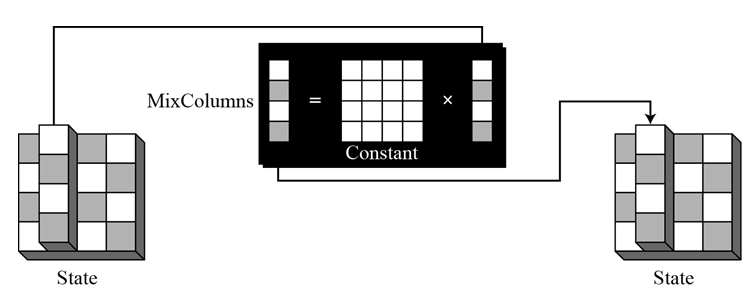 MixColumns
=
×
Constant
State
State